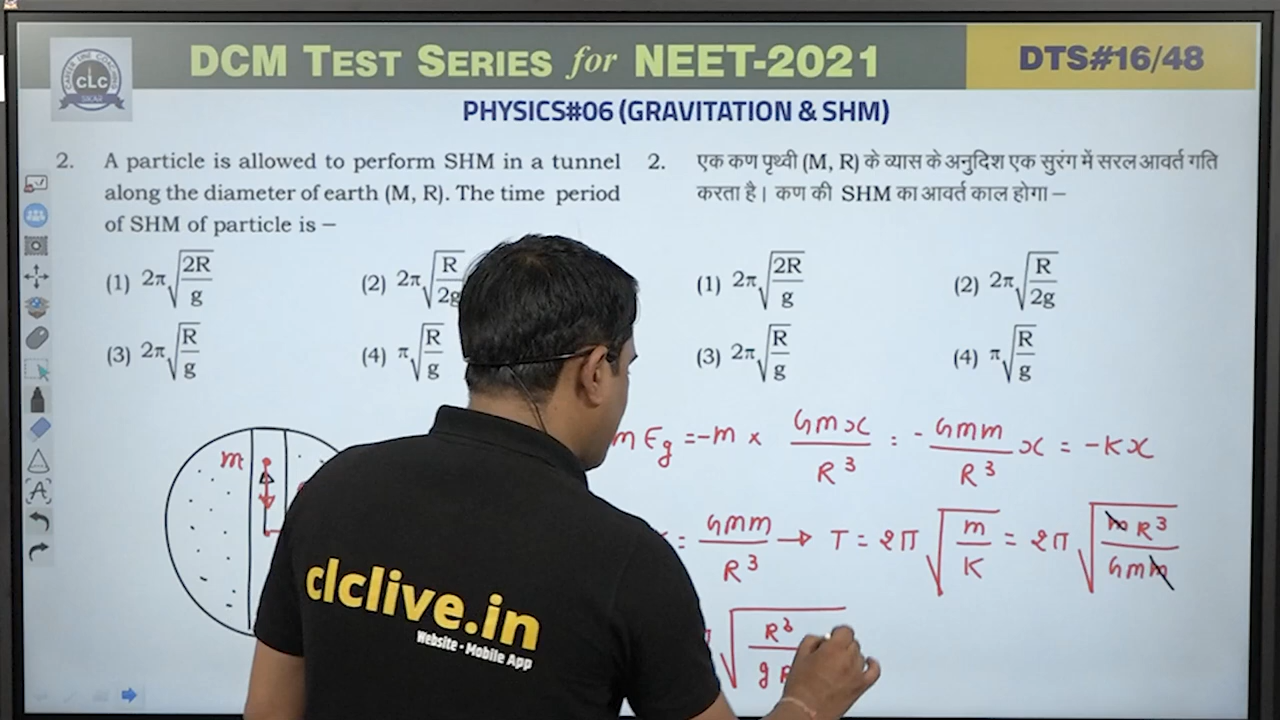 DCM TEST SERIES for NEET-2021
DTS#16/48
CLC
SIKAR
PHYSICS#06 (GRAVITATION & SHM)
2. A particle is allowed to perform SHM in a tunnel
along the diameter of earth (M, R). The time period
of SHM of particle is –
(1) 2π√(2R/g) (2) 2π√(R/2g
(3) 2π√(R/g) (4) π√(R/g)
2. एक कण पृथ्वी (M, R) के व्यास के अनुदिश एक सुरंग में सरल आवर्त गति
करता है। कण की SHM का आवर्त काल होगा –
(1) 2π√(2R/g) (2) 2π√(R/2g)
(3) 2π√(R/g) (4) π√(R/g)
m
m Eg = -m × GMx/R³ = -GMm/R³ x = -Kx
= GMm/R³ → T = 2π√(m/K) = 2π√(mR³/GMm)
√(R³/g
clclive.in
Website - Mobile App